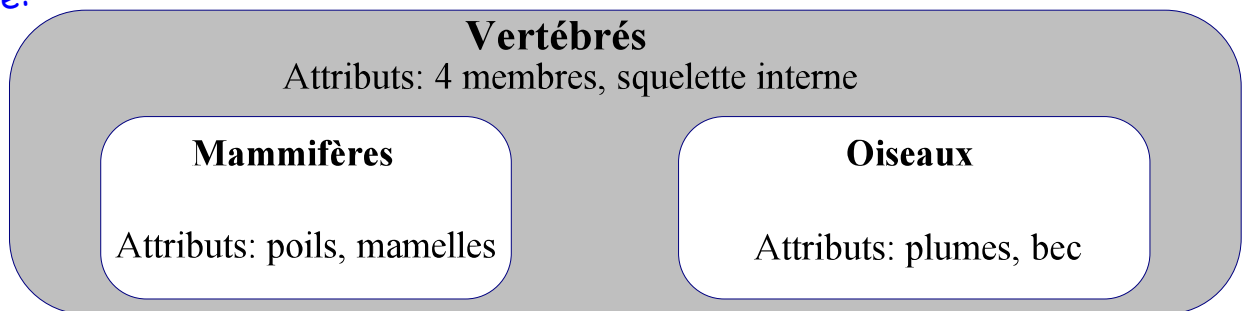 e.
Vertébrés
Attributs: 4 membres, squelette interne
Mammifères
Attributs: poils, mamelles
Oiseaux
Attributs: plumes, bec